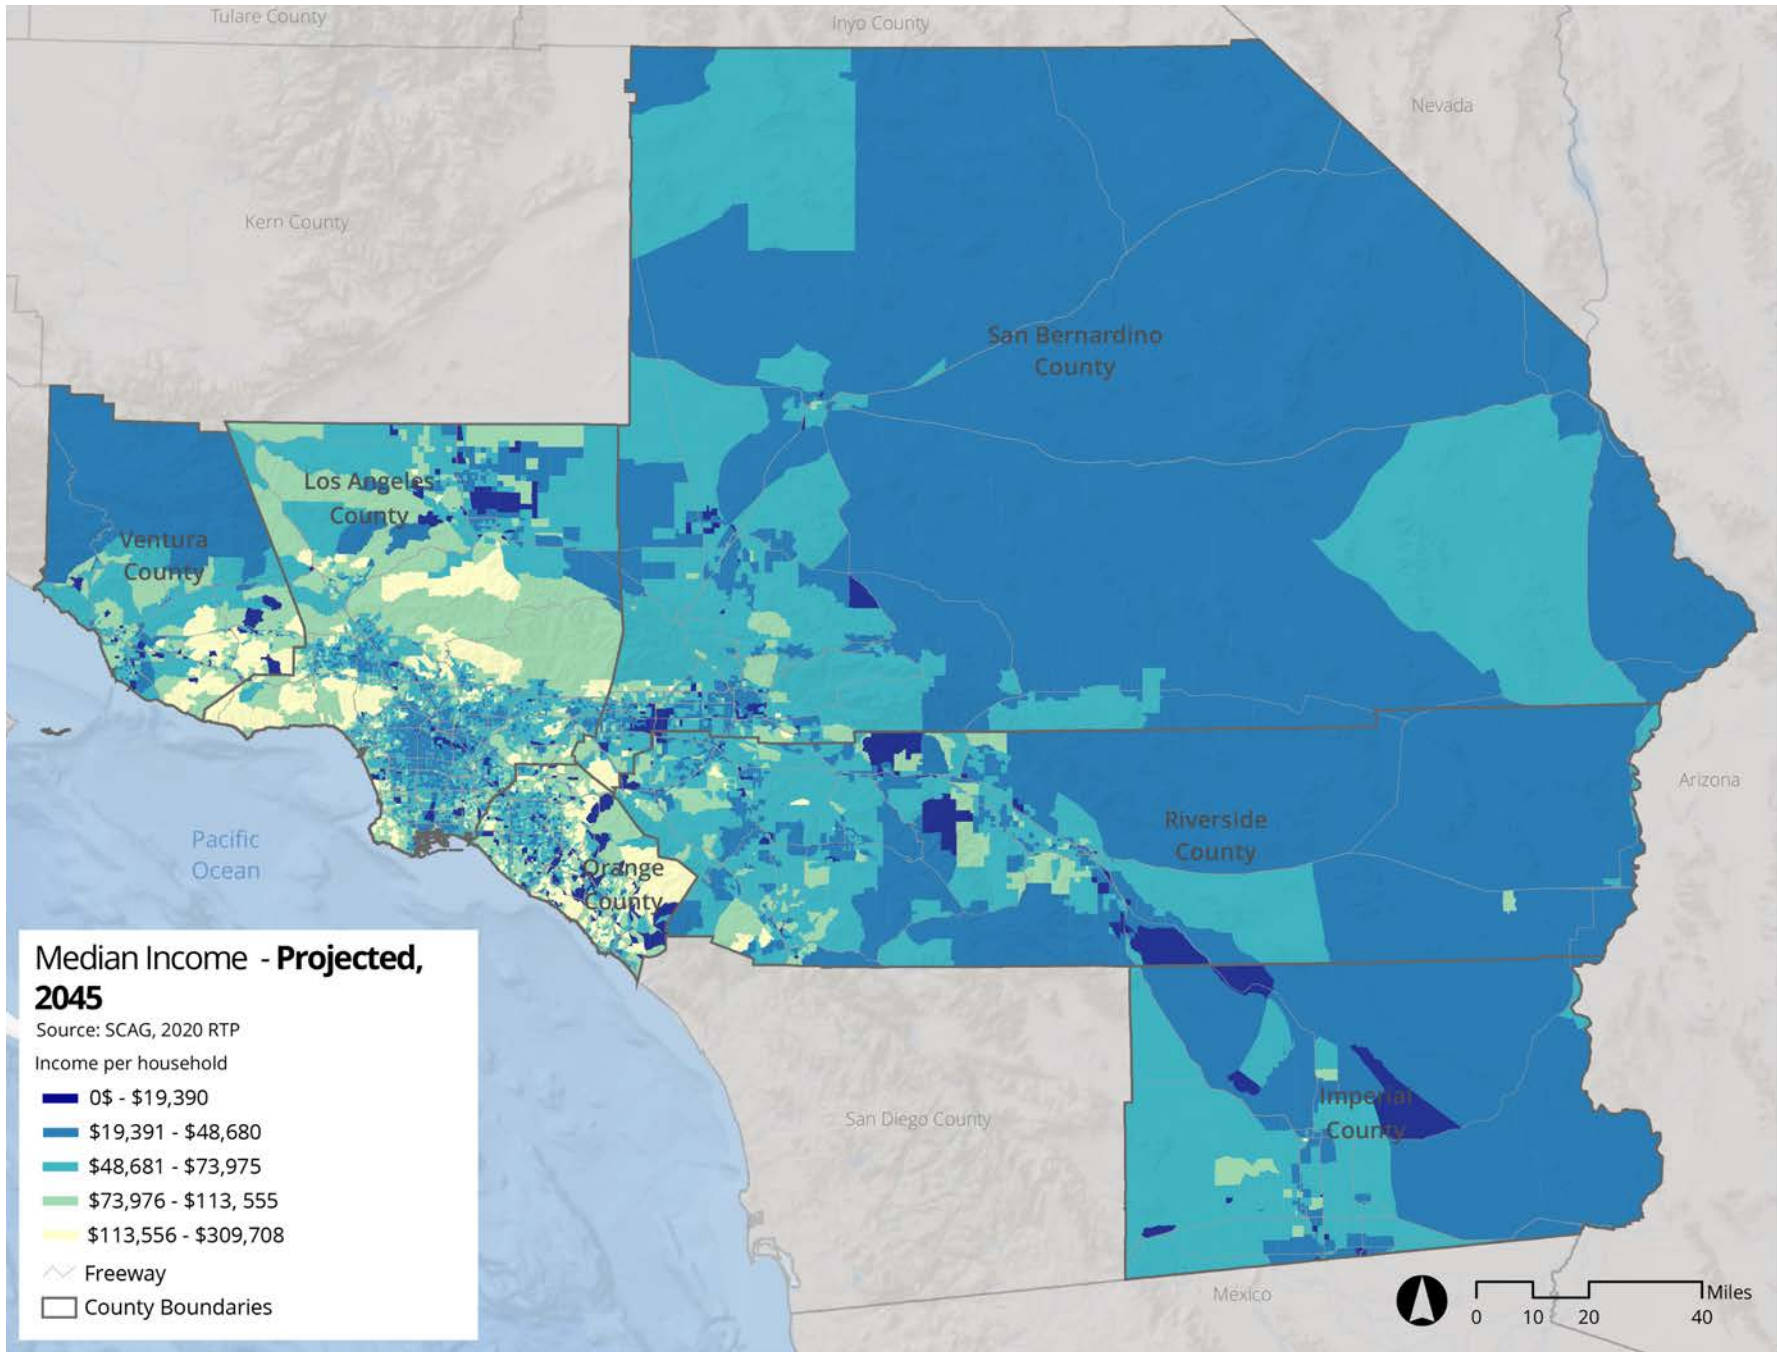 Tulare County
Inyo County
Nevada
Kern County
San Bernardino
County
Los Angeles
County
Ventura
County
Arizona
Riverside
County
Pacific
Ocean
Orange
County
Imperial
County
San Diego County
México
Median Income - Projected,
2045
Source: SCAG, 2020 RTP
Income per household
0$ - $19,390
$19,391 - $48,680
$48,681 - $73,975
$73,976 - $113, 555
$113,556 - $309,708
Freeway
County Boundaries
Miles
0 10 20 40